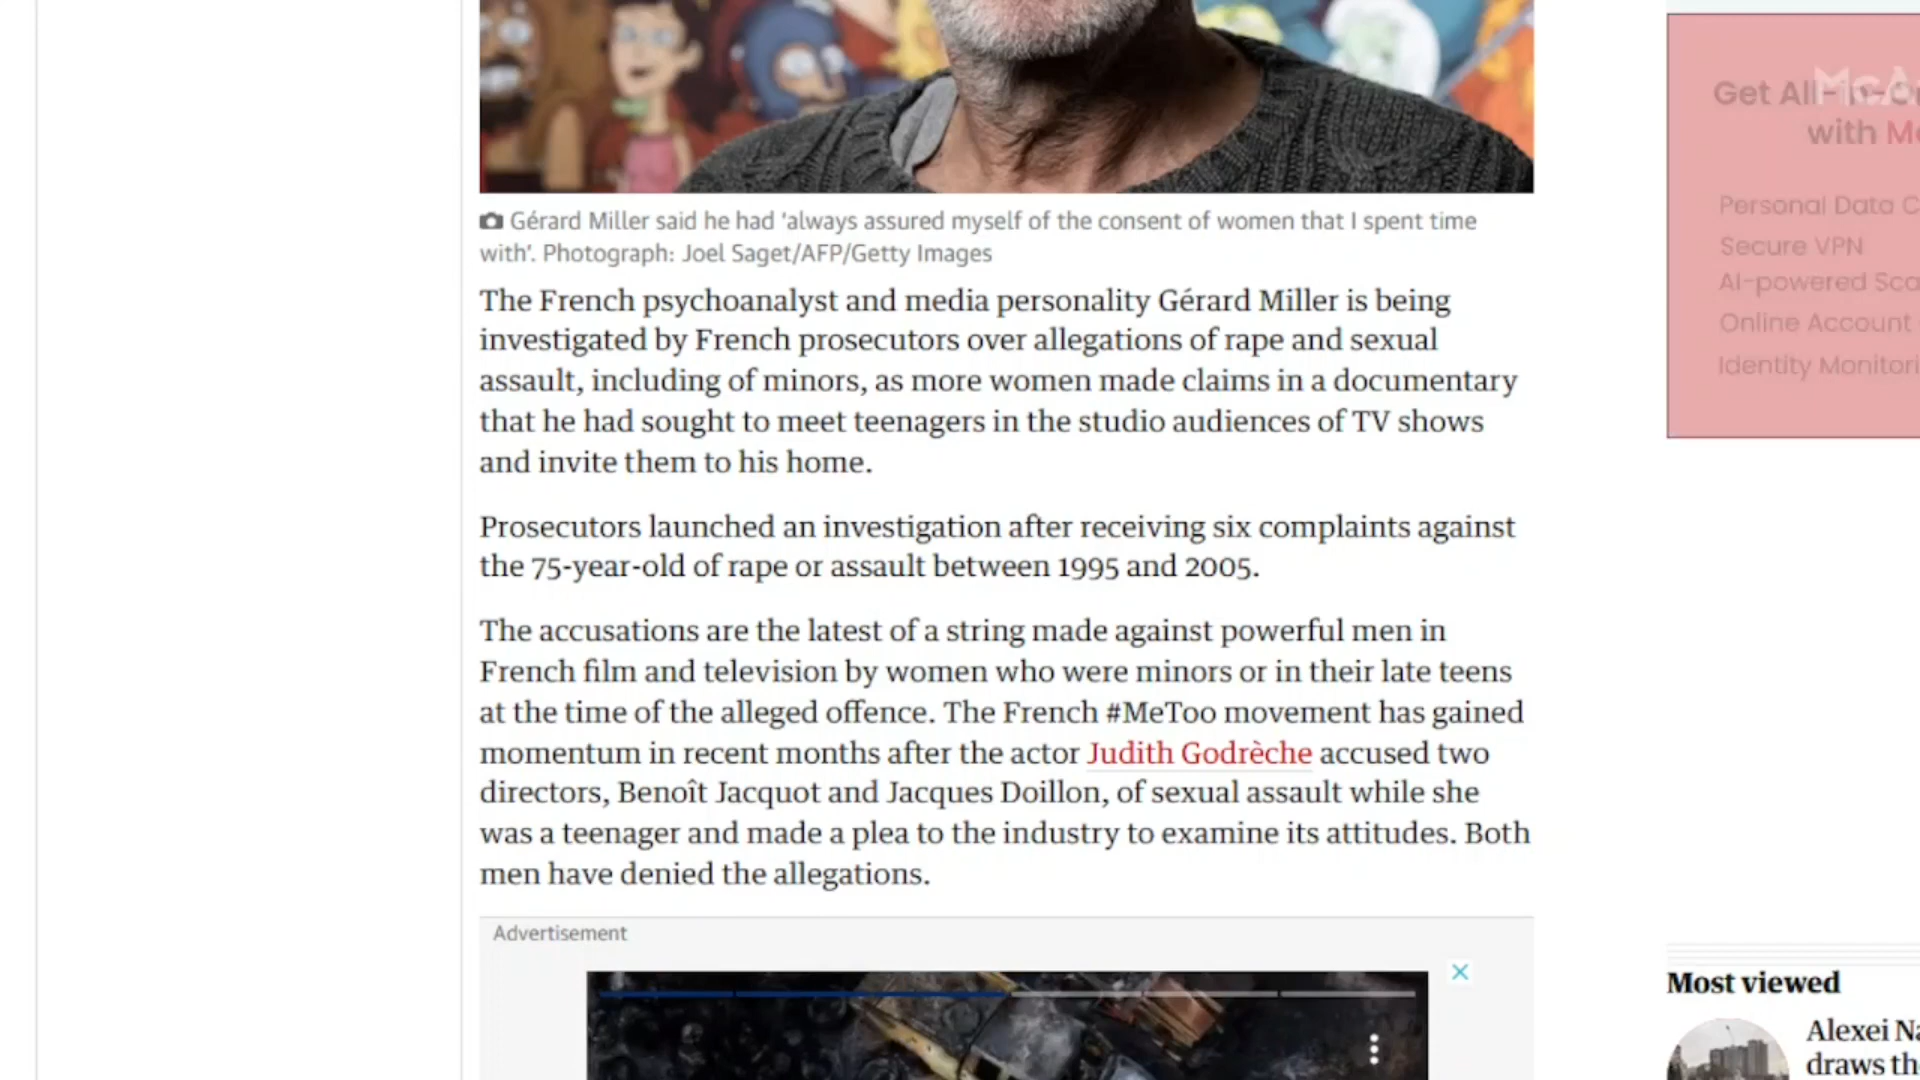 Gérard Miller said he had 'always assured myself of the consent of women that I spent time
with'. Photograph: Joel Saget/AFP/Getty Images
The French psychoanalyst and media personality Gérard Miller is being
investigated by French prosecutors over allegations of rape and sexual
assault, including of minors, as more women made claims in a documentary
that he had sought to meet teenagers in the studio audiences of TV shows
and invite them to his home.
Prosecutors launched an investigation after receiving six complaints against
the 75-year-old of rape or assault between 1995 and 2005.
The accusations are the latest of a string made against powerful men in
French film and television by women who were minors or in their late teens
at the time of the alleged offence. The French #MeToo movement has gained
momentum in recent months after the actor Judith Godrèche accused two
directors, Benoît Jacquot and Jacques Doillon, of sexual assault while she
was a teenager and made a plea to the industry to examine its attitudes. Both
men have denied the allegations.
Advertisement
Get
with
Personal Data
Secure VPN
AI-powered
Online Account
Identity
Most viewed
Alexei
draws